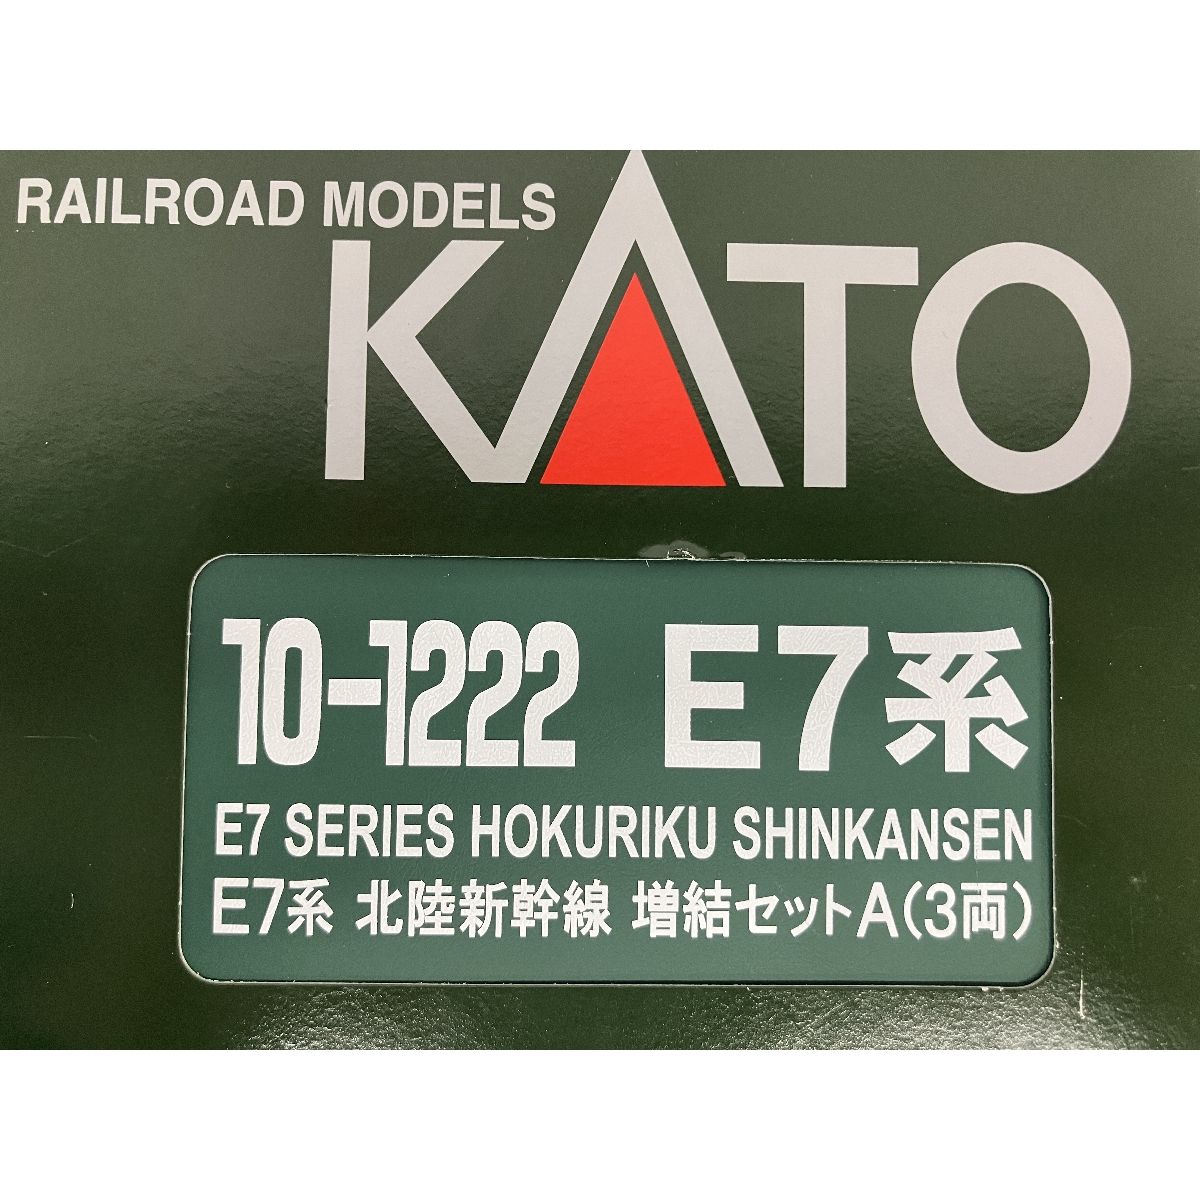 RAILROAD MODELS
KATO
10-1222 E7系
E7 SERIES HOKURIKU SHINKANSEN
E7系 北陸新幹線 増結セットA(3両)